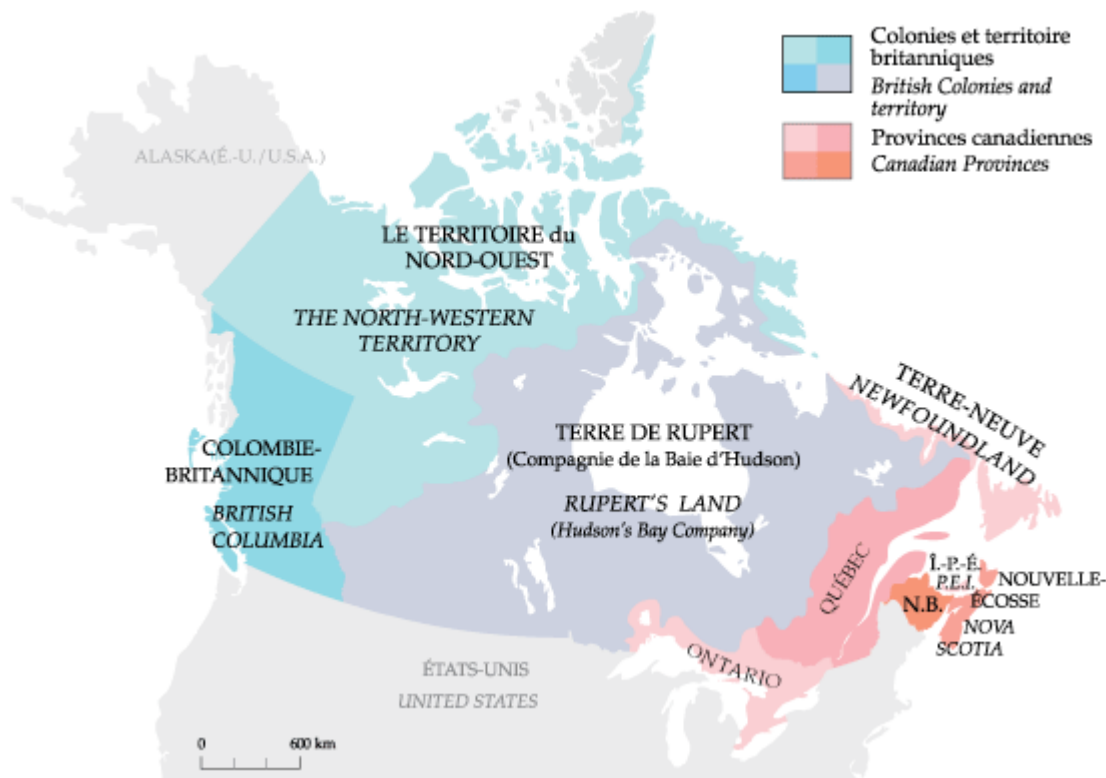 Colonies et territoire
britanniques
British Colonies and
territory
Provinces canadiennes
Canadian Provinces
ALASKA(É.-U./U.S.A.)
LE TERRITOIRE du
NORD-OUEST
THE NORTH-WESTERN
TERRITORY
TERRE-NEUVE
NEWFOUNDLAND
COLOMBIE-
BRITANNIQUE
BRITISH
COLUMBIA
TERRE DE RUPERT
(Compagnie de la Baie d'Hudson)
RUPERT'S LAND
(Hudson's Bay Company)
QUÉBEC
Î.-P.-É.
P.E.I.
NOUVELLE-
ÉCOSSE
N.B.
NOVA
SCOTIA
ONTARIO
ÉTATS-UNIS
UNITED STATES
0 600 km